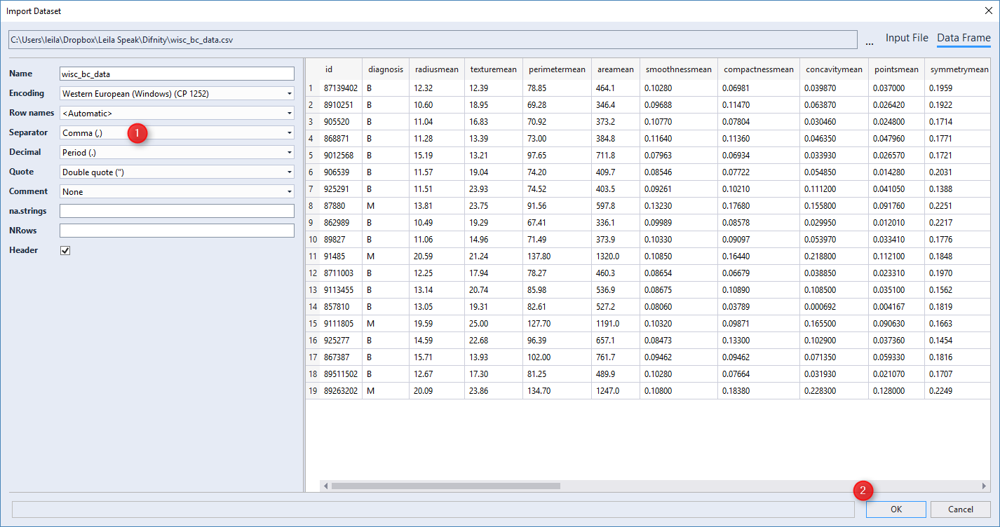 Import Dataset
C:\Users\leila\Dropbox\Leila Speak\Difnity\wisc_bc_data.csv ... Input File Data Frame
Name wisc_bc_data
Encoding Western European (Windows) (CP 1252)
Row names <Automatic>
Separator Comma (,) 1
Decimal Period (.)
Quote Double quote (")
Comment None
na.strings
NRows
Header
id diagnosis radiusmean texturemean perimetermean areamean smoothnessmean compactnessmean concavitymean pointsmean symmetrymean
1 87139402 B 12.32 12.39 78.85 464.1 0.10280 0.06981 0.039870 0.037000 0.1959
2 8910251 B 10.60 18.95 69.28 346.4 0.09688 0.11470 0.063870 0.026420 0.1922
3 905520 B 11.04 16.83 70.92 373.2 0.10770 0.07804 0.030460 0.024800 0.1714
4 868871 B 11.28 13.39 73.00 384.8 0.11640 0.11360 0.046350 0.047960 0.1771
5 9012568 B 15.19 13.21 97.65 711.8 0.07963 0.06934 0.033930 0.026570 0.1721
6 906539 B 11.57 19.04 74.20 409.7 0.08546 0.07722 0.054850 0.014280 0.2031
7 925291 B 11.51 23.93 74.52 403.5 0.09261 0.10210 0.111200 0.041050 0.1388
8 87880 M 13.81 23.75 91.56 597.8 0.13230 0.17680 0.155800 0.091760 0.2251
9 862989 B 10.49 19.29 67.41 336.1 0.09989 0.08578 0.029950 0.012010 0.2217
10 89827 B 11.06 14.96 71.49 373.9 0.10330 0.09097 0.053970 0.033410 0.1776
11 91485 M 20.59 21.24 137.80 1320.0 0.10850 0.16440 0.218800 0.112100 0.1848
12 8711003 B 12.25 17.94 78.27 460.3 0.08654 0.06679 0.038850 0.023310 0.1970
13 9113455 B 13.14 20.74 85.98 536.9 0.08675 0.10890 0.108500 0.035100 0.1562
14 857810 B 13.05 19.31 82.61 527.2 0.08060 0.03789 0.000692 0.004167 0.1819
15 9111805 M 19.59 25.00 127.70 1191.0 0.10320 0.09871 0.165500 0.090630 0.1663
16 925277 B 14.59 22.68 96.39 657.1 0.08473 0.13300 0.102900 0.037360 0.1454
17 867387 B 15.71 13.93 102.00 761.7 0.09462 0.09462 0.071350 0.059330 0.1816
18 89511502 B 12.67 17.30 81.25 489.9 0.10280 0.07664 0.031930 0.021070 0.1707
19 89263202 M 20.09 23.86 134.70 1247.0 0.10800 0.18380 0.228300 0.128000 0.2249
2
OK Cancel